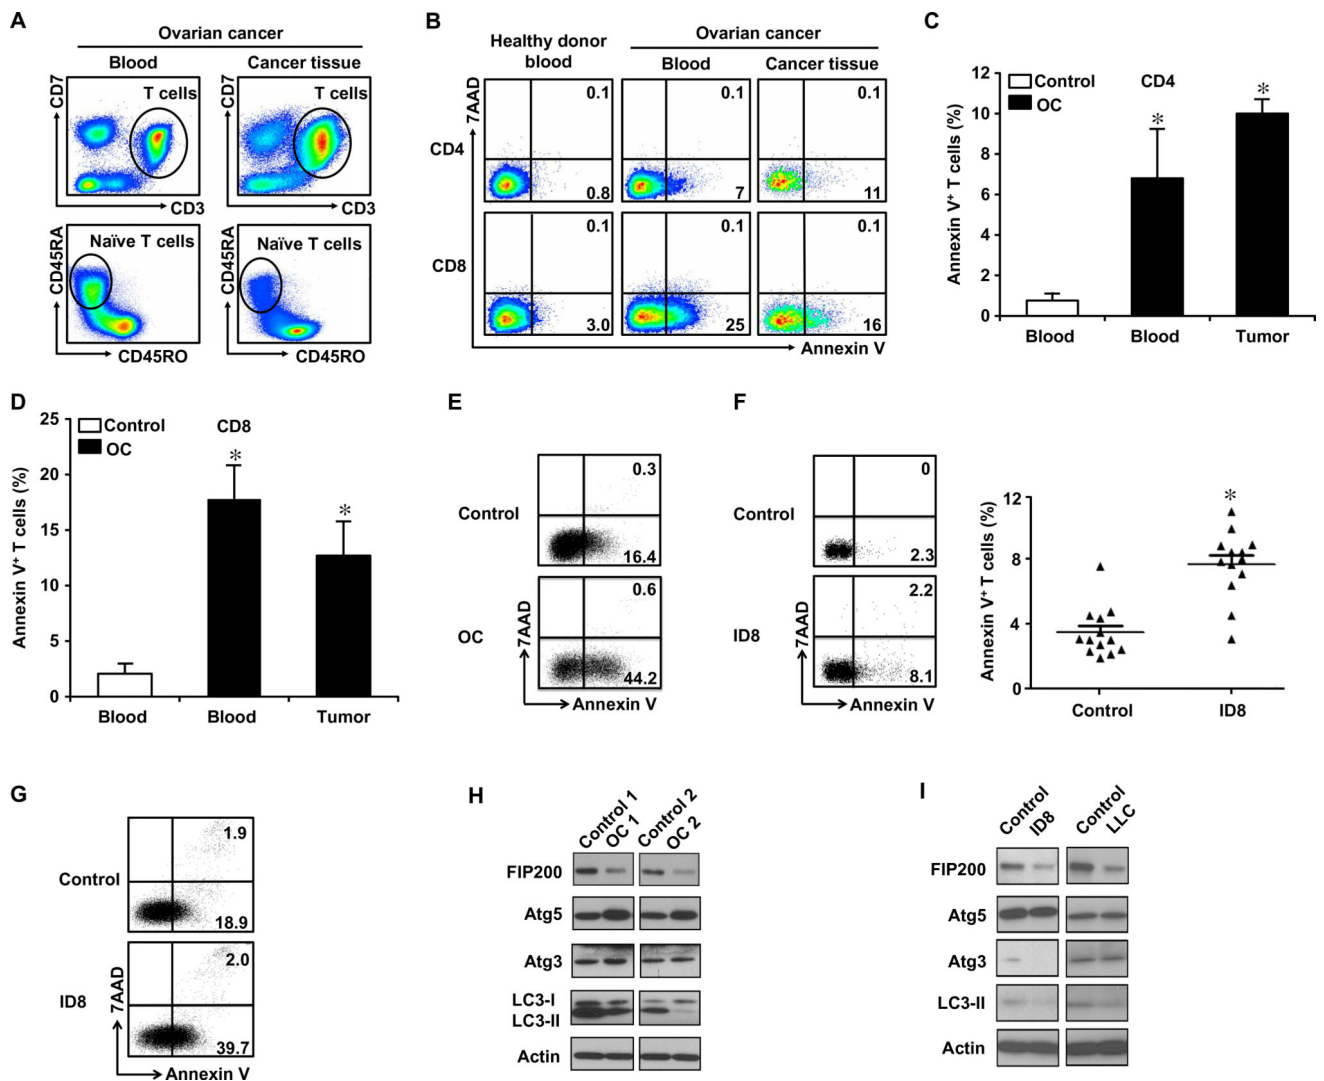 A
Ovarian cancer
Blood
Cancer tissue
CD7
T cells
CD3
CD7
T cells
CD3
CD45RA
Naïve T cells
CD45RO
CD45RA
Naïve T cells
CD45RO
B
Healthy donor
blood
Ovarian cancer
Blood
Cancer tissue
7AAD
CD4
0.1
0.8
0.1
7
0.1
11
CD8
0.1
3.0
0.1
25
0.1
16
Annexin V
C
Control
OC
CD4
Annexin V+ T cells (%)
12
10
8
6
4
2
0
*
*
Blood
Blood
Tumor
D
Control
OC
CD8
Annexin V+ T cells (%)
25
20
15
10
5
0
*
*
Blood
Blood
Tumor
E
Control
0.3
16.4
OC
0.6
44.2
7AAD
Annexin V
F
Control
0
2.3
ID8
2.2
8.1
7AAD
Annexin V
Annexin V+ T cells (%)
12
8
4
0
*
Control
ID8
G
Control
1.9
18.9
ID8
2.0
39.7
7AAD
Annexin V
H
Control 1
OC 1
Control 2
OC 2
FIP200
Atg5
Atg3
LC3-I
LC3-II
Actin
I
Control
ID8
Control
LLC
FIP200
Atg5
Atg3
LC3-II
Actin